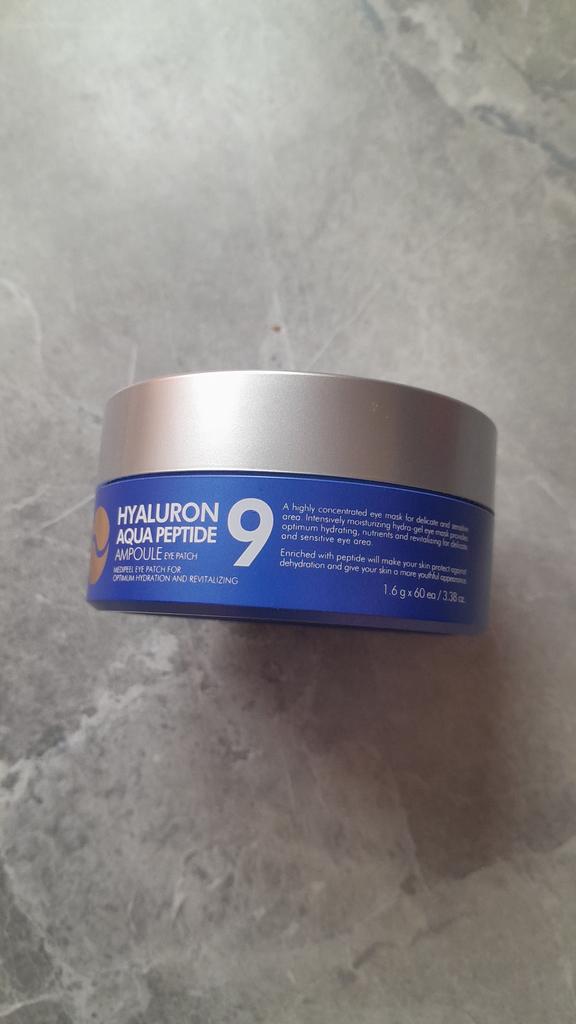 HYALURON
AQUA PEPTIDE
AMPOULE EYE PATCH
9
MEDIPEEL EYE PATCH FOR
OPTIMUM HYDRATION AND REVITALIZING
A highly concentrated eye mask for delicate and sensitive
area. Intensively moisturizing hydra-gel eye mask provides
optimum hydrating, nutrients and revitalizing for delicate
and sensitive eye area.
Enriched with peptide will make your skin protect against
dehydration and give your skin a more youthful appearance.
1.6 g x 60 ea / 3.38 oz.